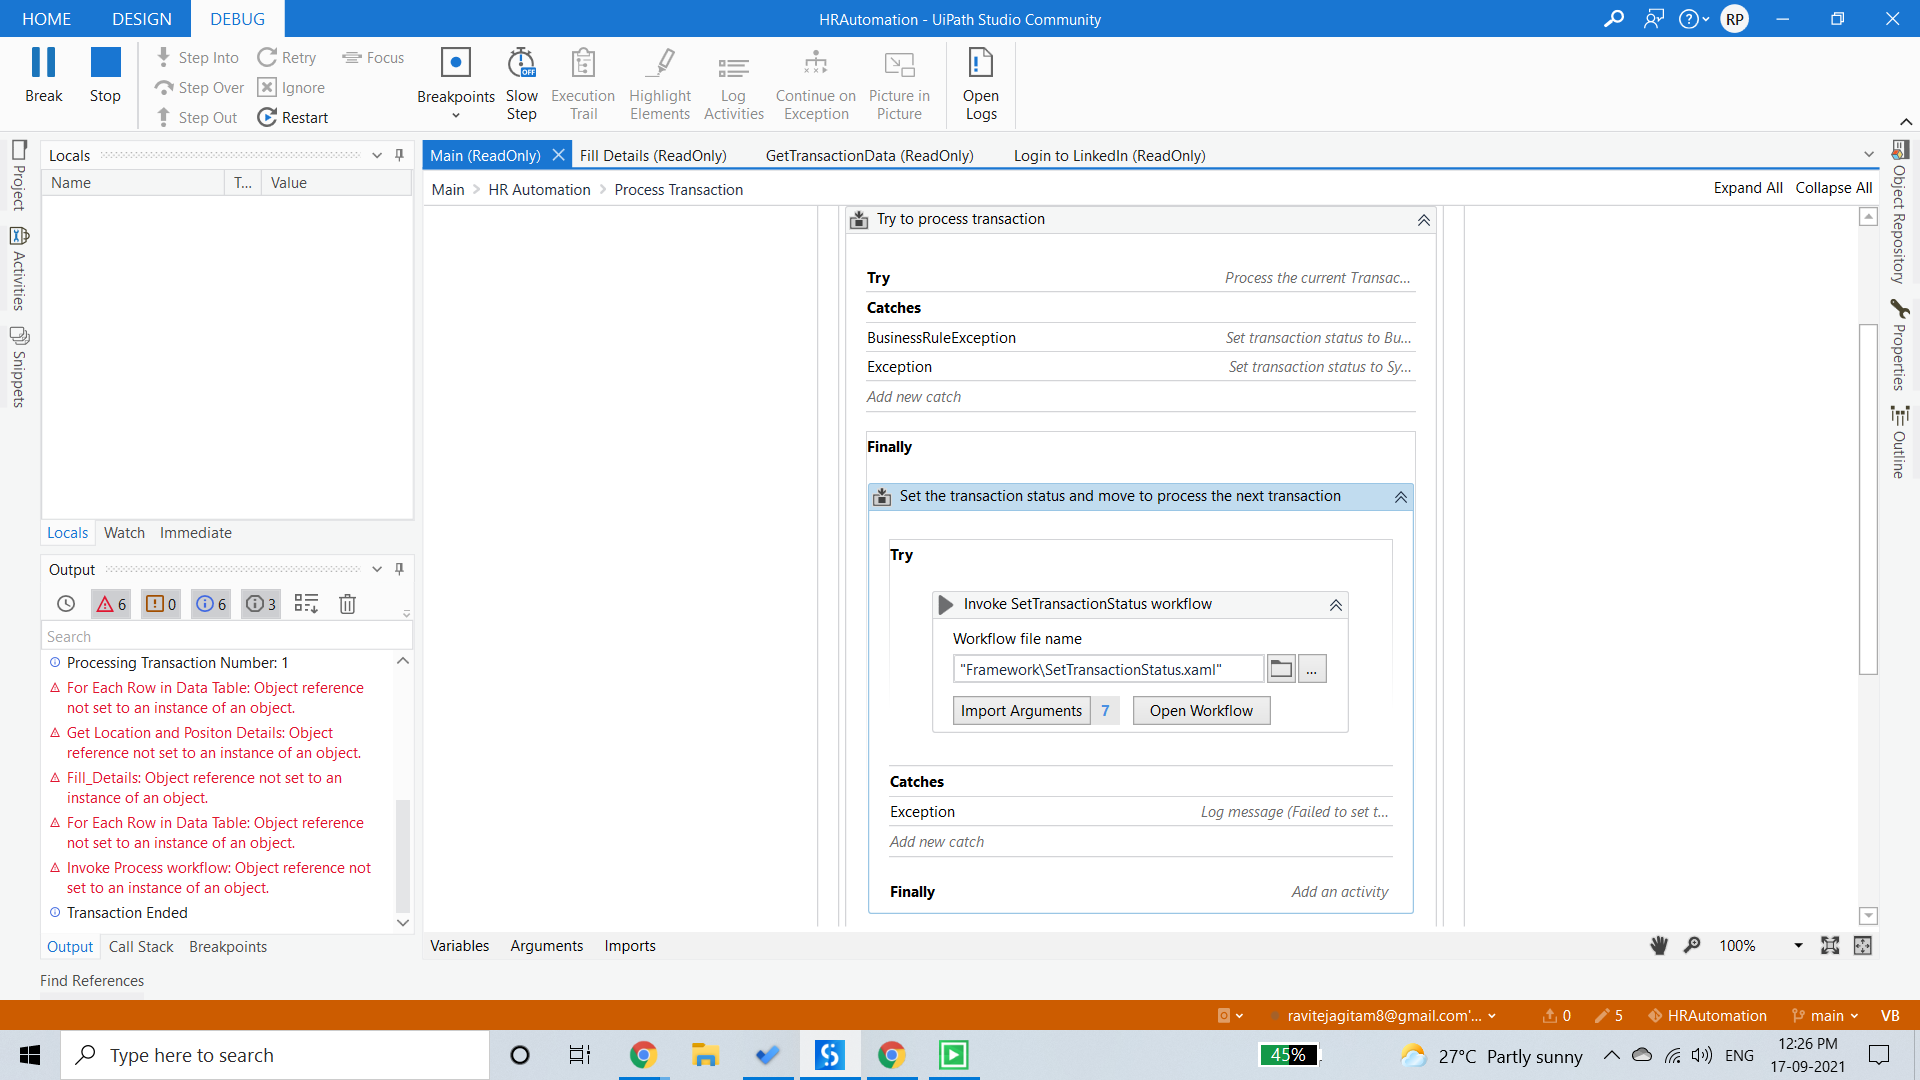 HOME DESIGN DEBUG
HRAutomation - UiPath Studio Community
RP
Break Stop
Step Into Retry Focus
Step Over Ignore
Step Out Restart
Breakpoints
Slow Step
OFF
Execution Trail
Highlight Elements
Log Activities
Continue on Exception
Picture in Picture
Open Logs
Project
Activities
Snippets
Locals
Name T... Value
Locals Watch Immediate
Output
6 0 6 3
Search
Processing Transaction Number: 1
For Each Row in Data Table: Object reference
not set to an instance of an object.
Get Location and Positon Details: Object
reference not set to an instance of an object.
Fill_Details: Object reference not set to an
instance of an object.
For Each Row in Data Table: Object reference
not set to an instance of an object.
Invoke Process workflow: Object reference not
set to an instance of an object.
Transaction Ended
Output Call Stack Breakpoints
Find References
Main (ReadOnly) Fill Details (ReadOnly) GetTransactionData (ReadOnly) Login to LinkedIn (ReadOnly)
Main > HR Automation > Process Transaction
Expand All Collapse All
Try to process transaction
Try Process the current Transac...
Catches
BusinessRuleException Set transaction status to Bu...
Exception Set transaction status to Sy...
Add new catch
Finally
Set the transaction status and move to process the next transaction
Try
Invoke SetTransactionStatus workflow
Workflow file name
"Framework\SetTransactionStatus.xaml"
...
Import Arguments 7 Open Workflow
Catches
Exception Log message (Failed to set t...
Add new catch
Finally Add an activity
Variables Arguments Imports
100%
Object Repository
Properties
Outline
ravitejagitam8@gmail.com'... 0 5 HRAutomation main VB
Type here to search
45%
27°C Partly sunny
ENG
12:26 PM
17-09-2021